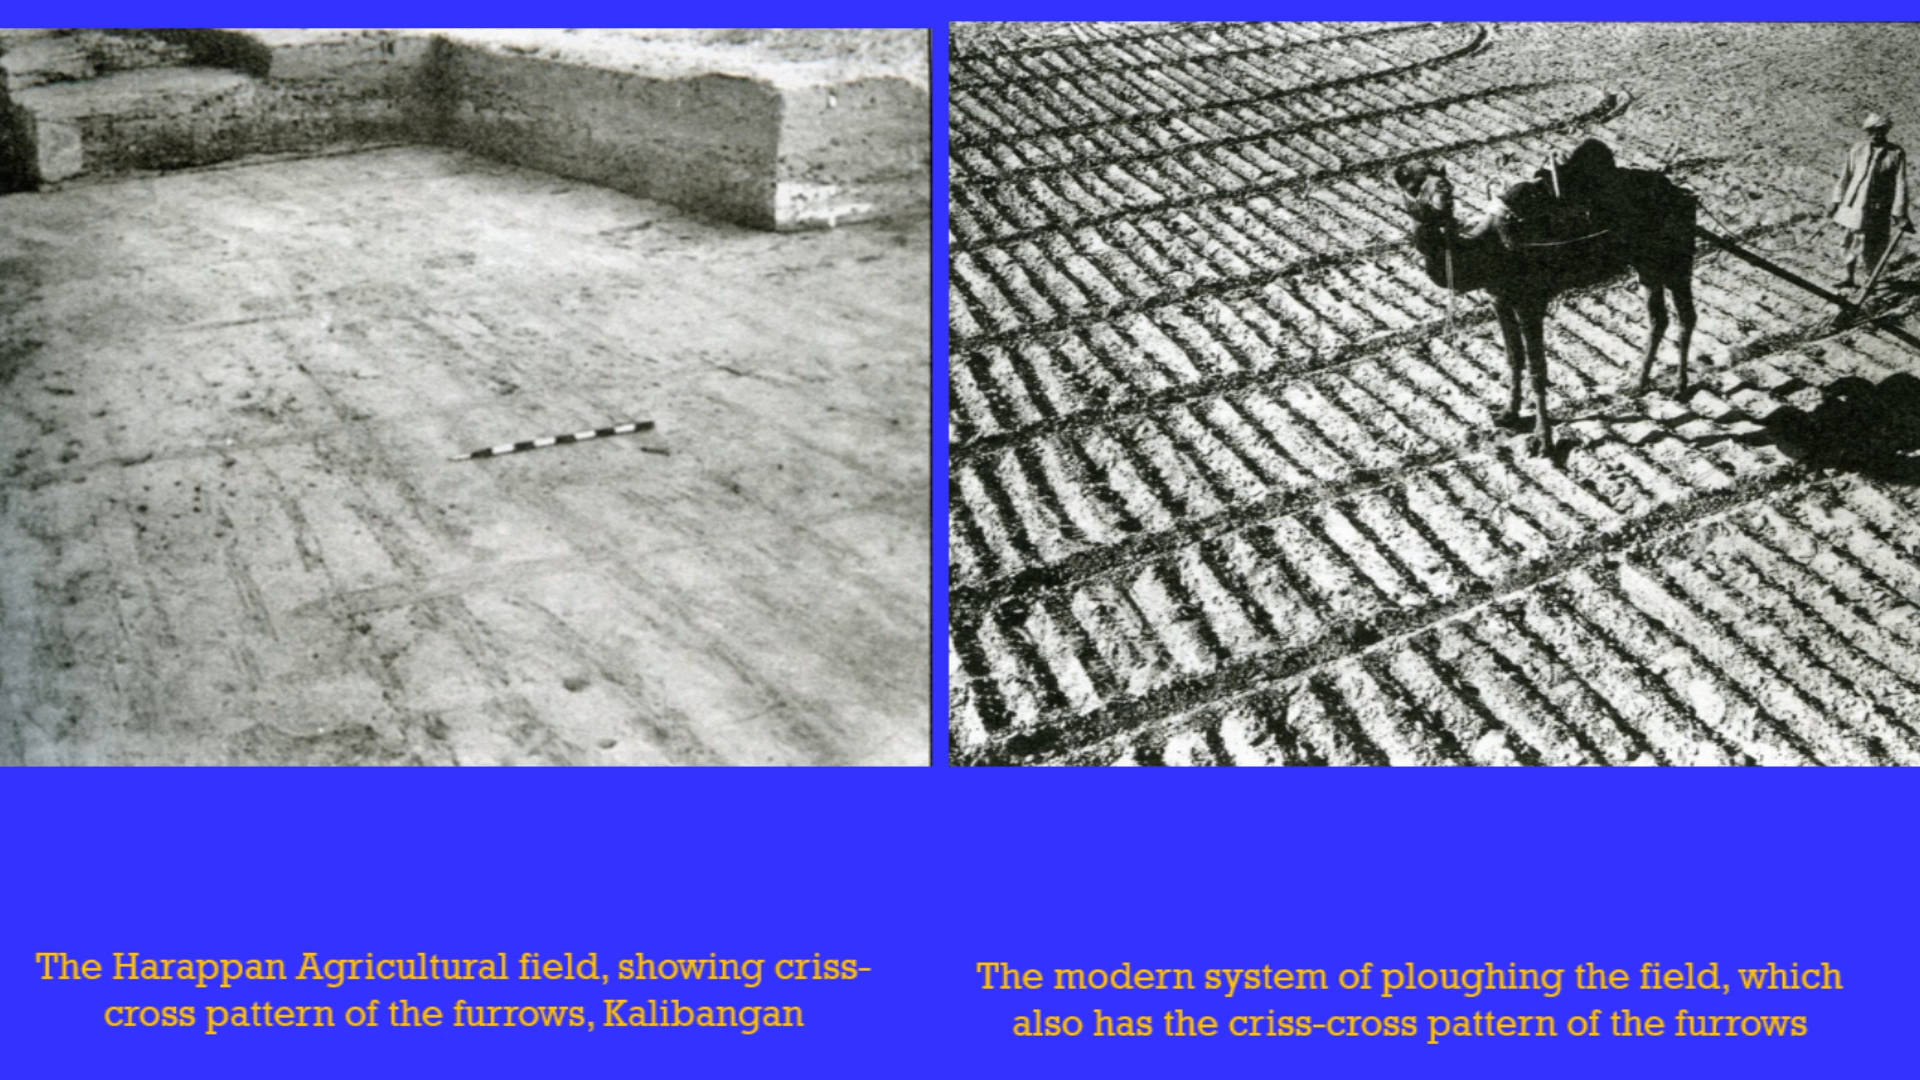 The Harappan Agricultural field, showing criss-
cross pattern of the furrows, Kalibangan
The modern system of ploughing the field, which
also has the criss-cross pattern of the furrows